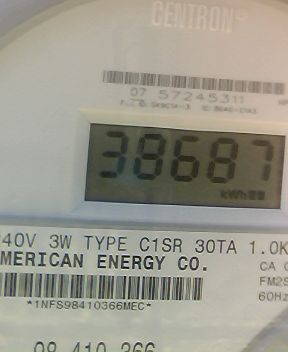 CENTRON
07 57245311
38687
kWh
240V 3W TYPE C1SR 30TA 1.0K
MERICAN ENERGY CO.
CA
FM2S
60Hz
*1NFS98410366MEC*
98 410 366